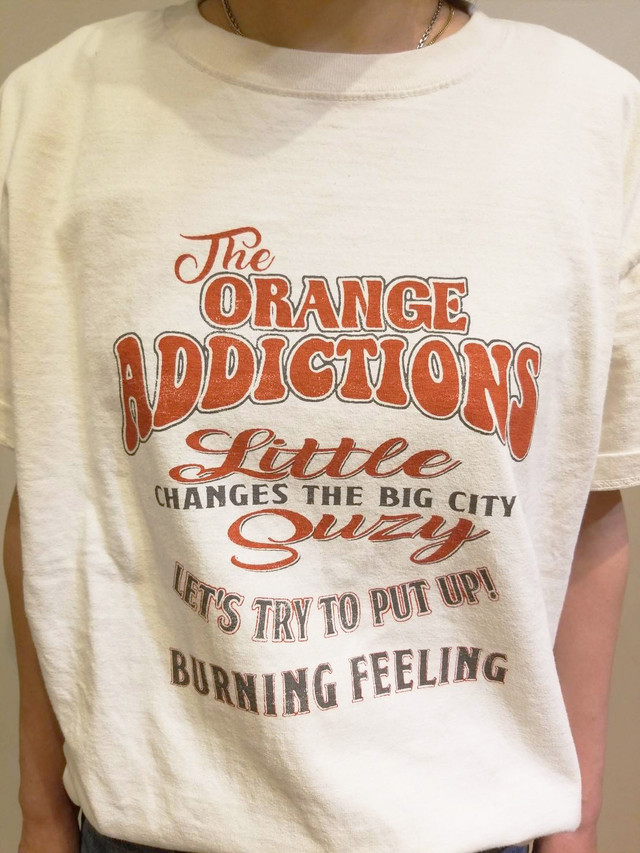 The
ORANGE
ADDICTIONS
Little
CHANGES THE BIG CITY
Suzy
LET'S TRY TO PUT UP!
BURNING FEELING